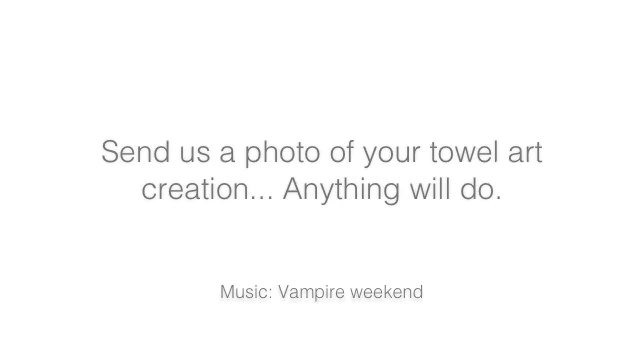 Send us a photo of your towel art
creation... Anything will do.
Music: Vampire weekend